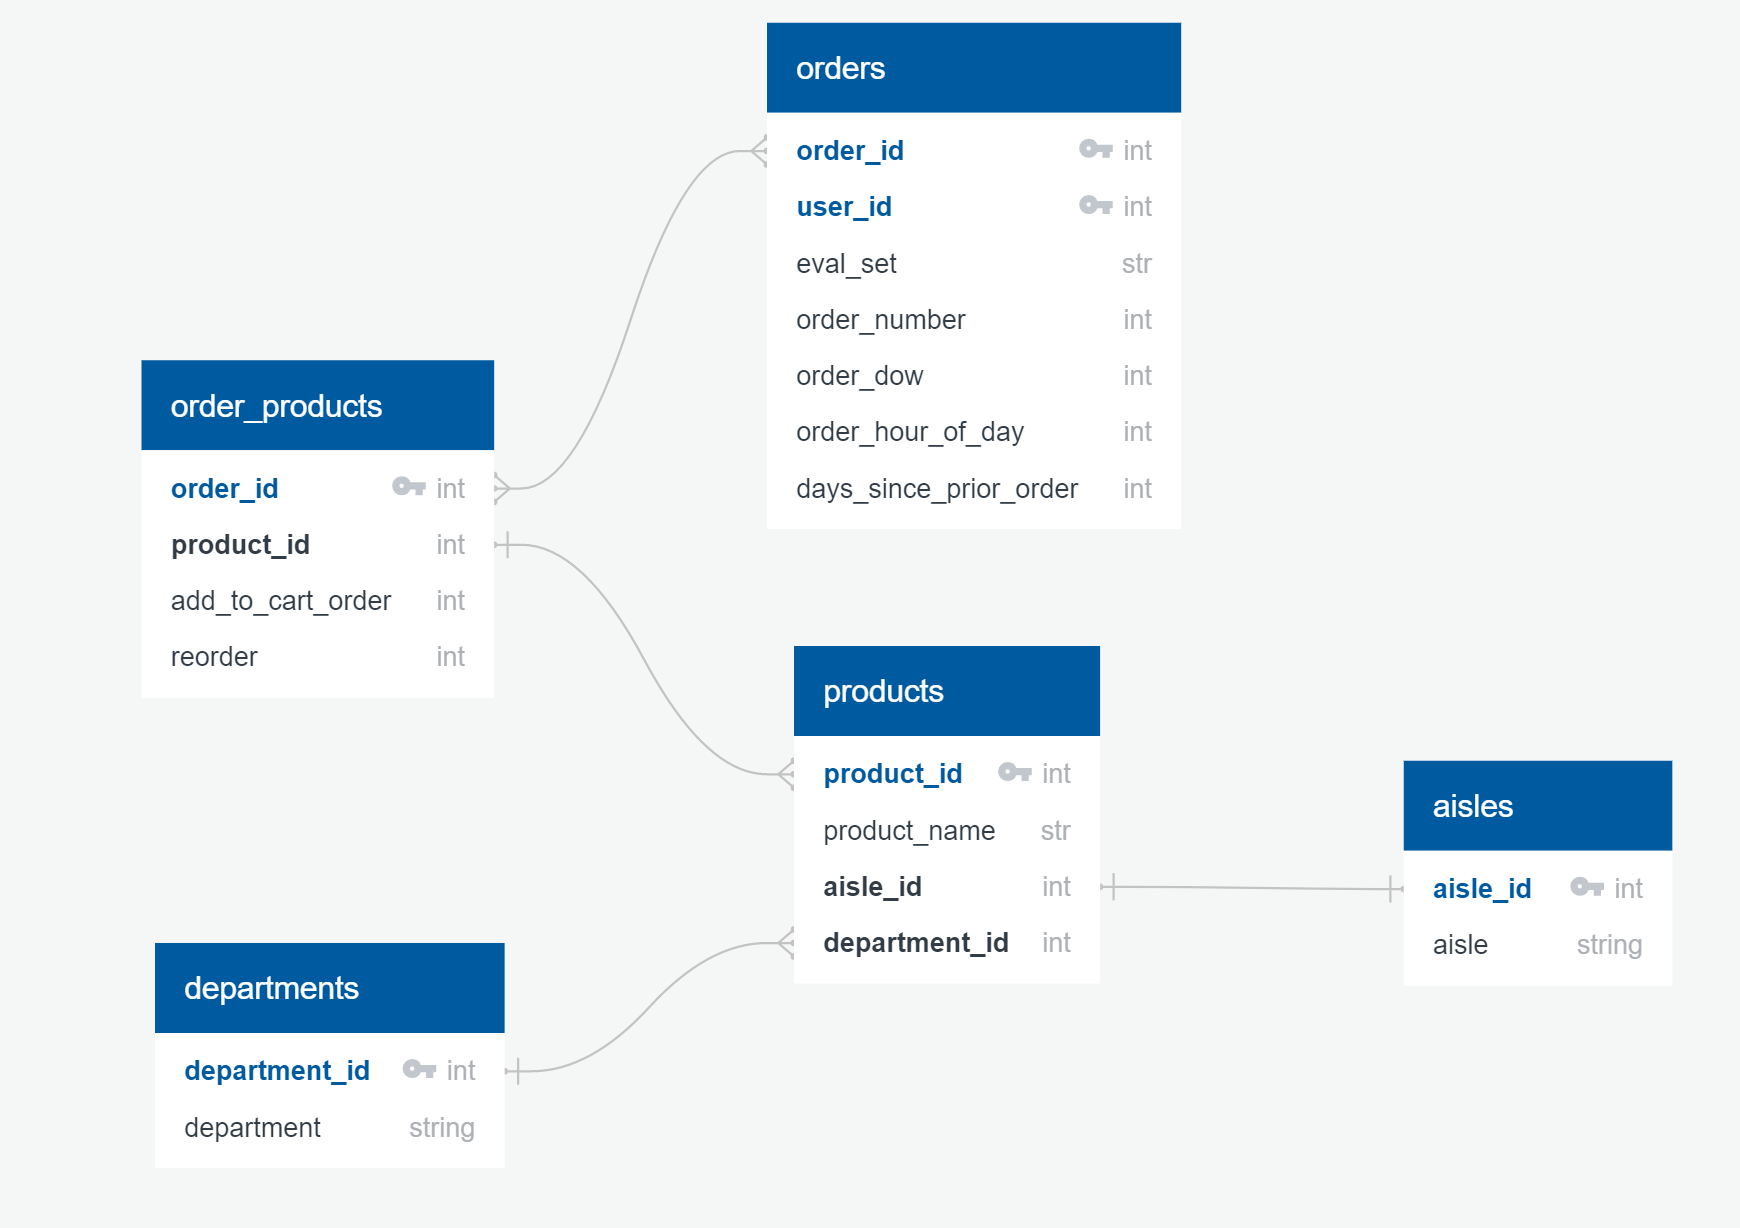 orders
order_id int
user_id int
eval_set str
order_number int
order_dow int
order_hour_of_day int
days_since_prior_order int
order_products
order_id int
product_id int
add_to_cart_order int
reorder int
products
product_id int
product_name str
aisle_id int
department_id int
aisles
aisle_id int
aisle string
departments
department_id int
department string